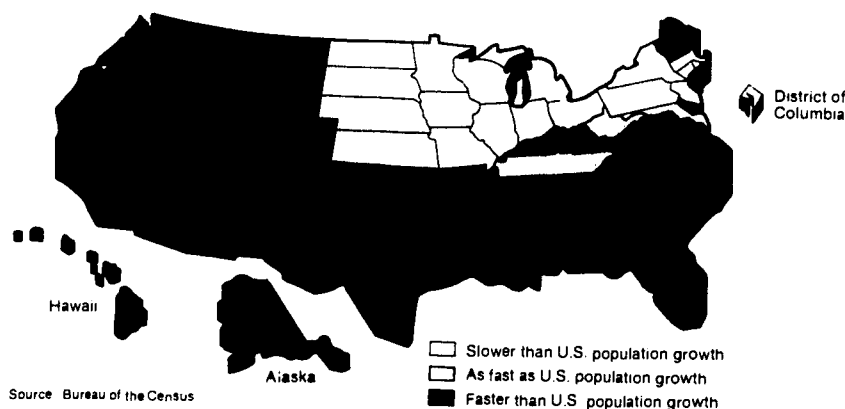 District of
Columbia
Hawaii
Alaska
Slower than U.S. population growth
As fast as U.S. population growth
Faster than U.S population growth
Source Bureau of the Census